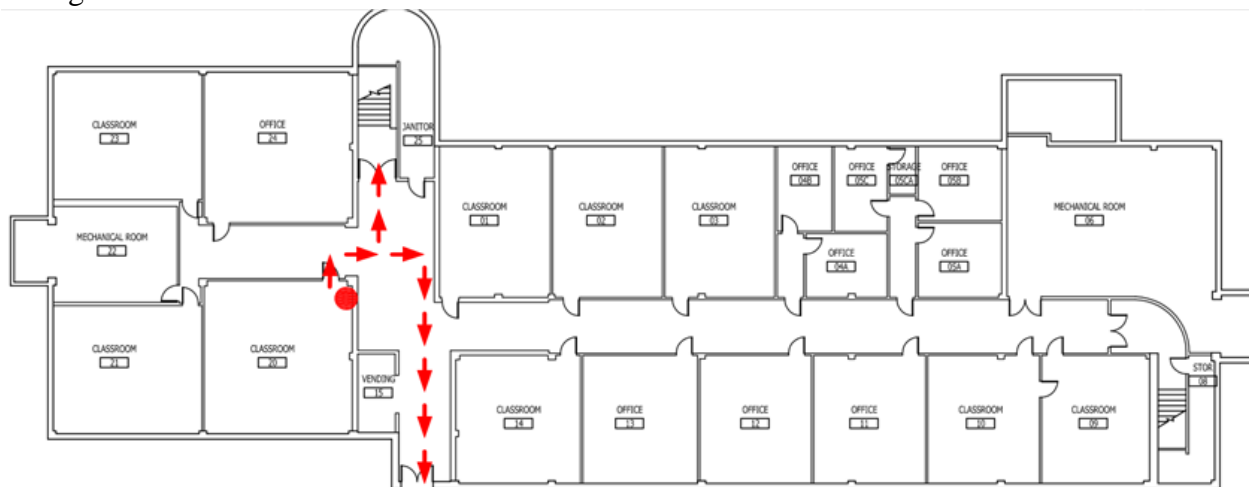 CLASSROOM
23
OFFICE
24
JANITOR
25
MECHANICAL ROOM
22
CLASSROOM
21
CLASSROOM
20
VENDING
15
CLASSROOM
01
CLASSROOM
02
CLASSROOM
03
OFFICE
04B
OFFICE
05C
STORAGE
05CA
OFFICE
05B
OFFICE
04A
OFFICE
05A
MECHANICAL ROOM
06
CLASSROOM
14
OFFICE
13
OFFICE
12
OFFICE
11
CLASSROOM
10
CLASSROOM
09
STOR
08